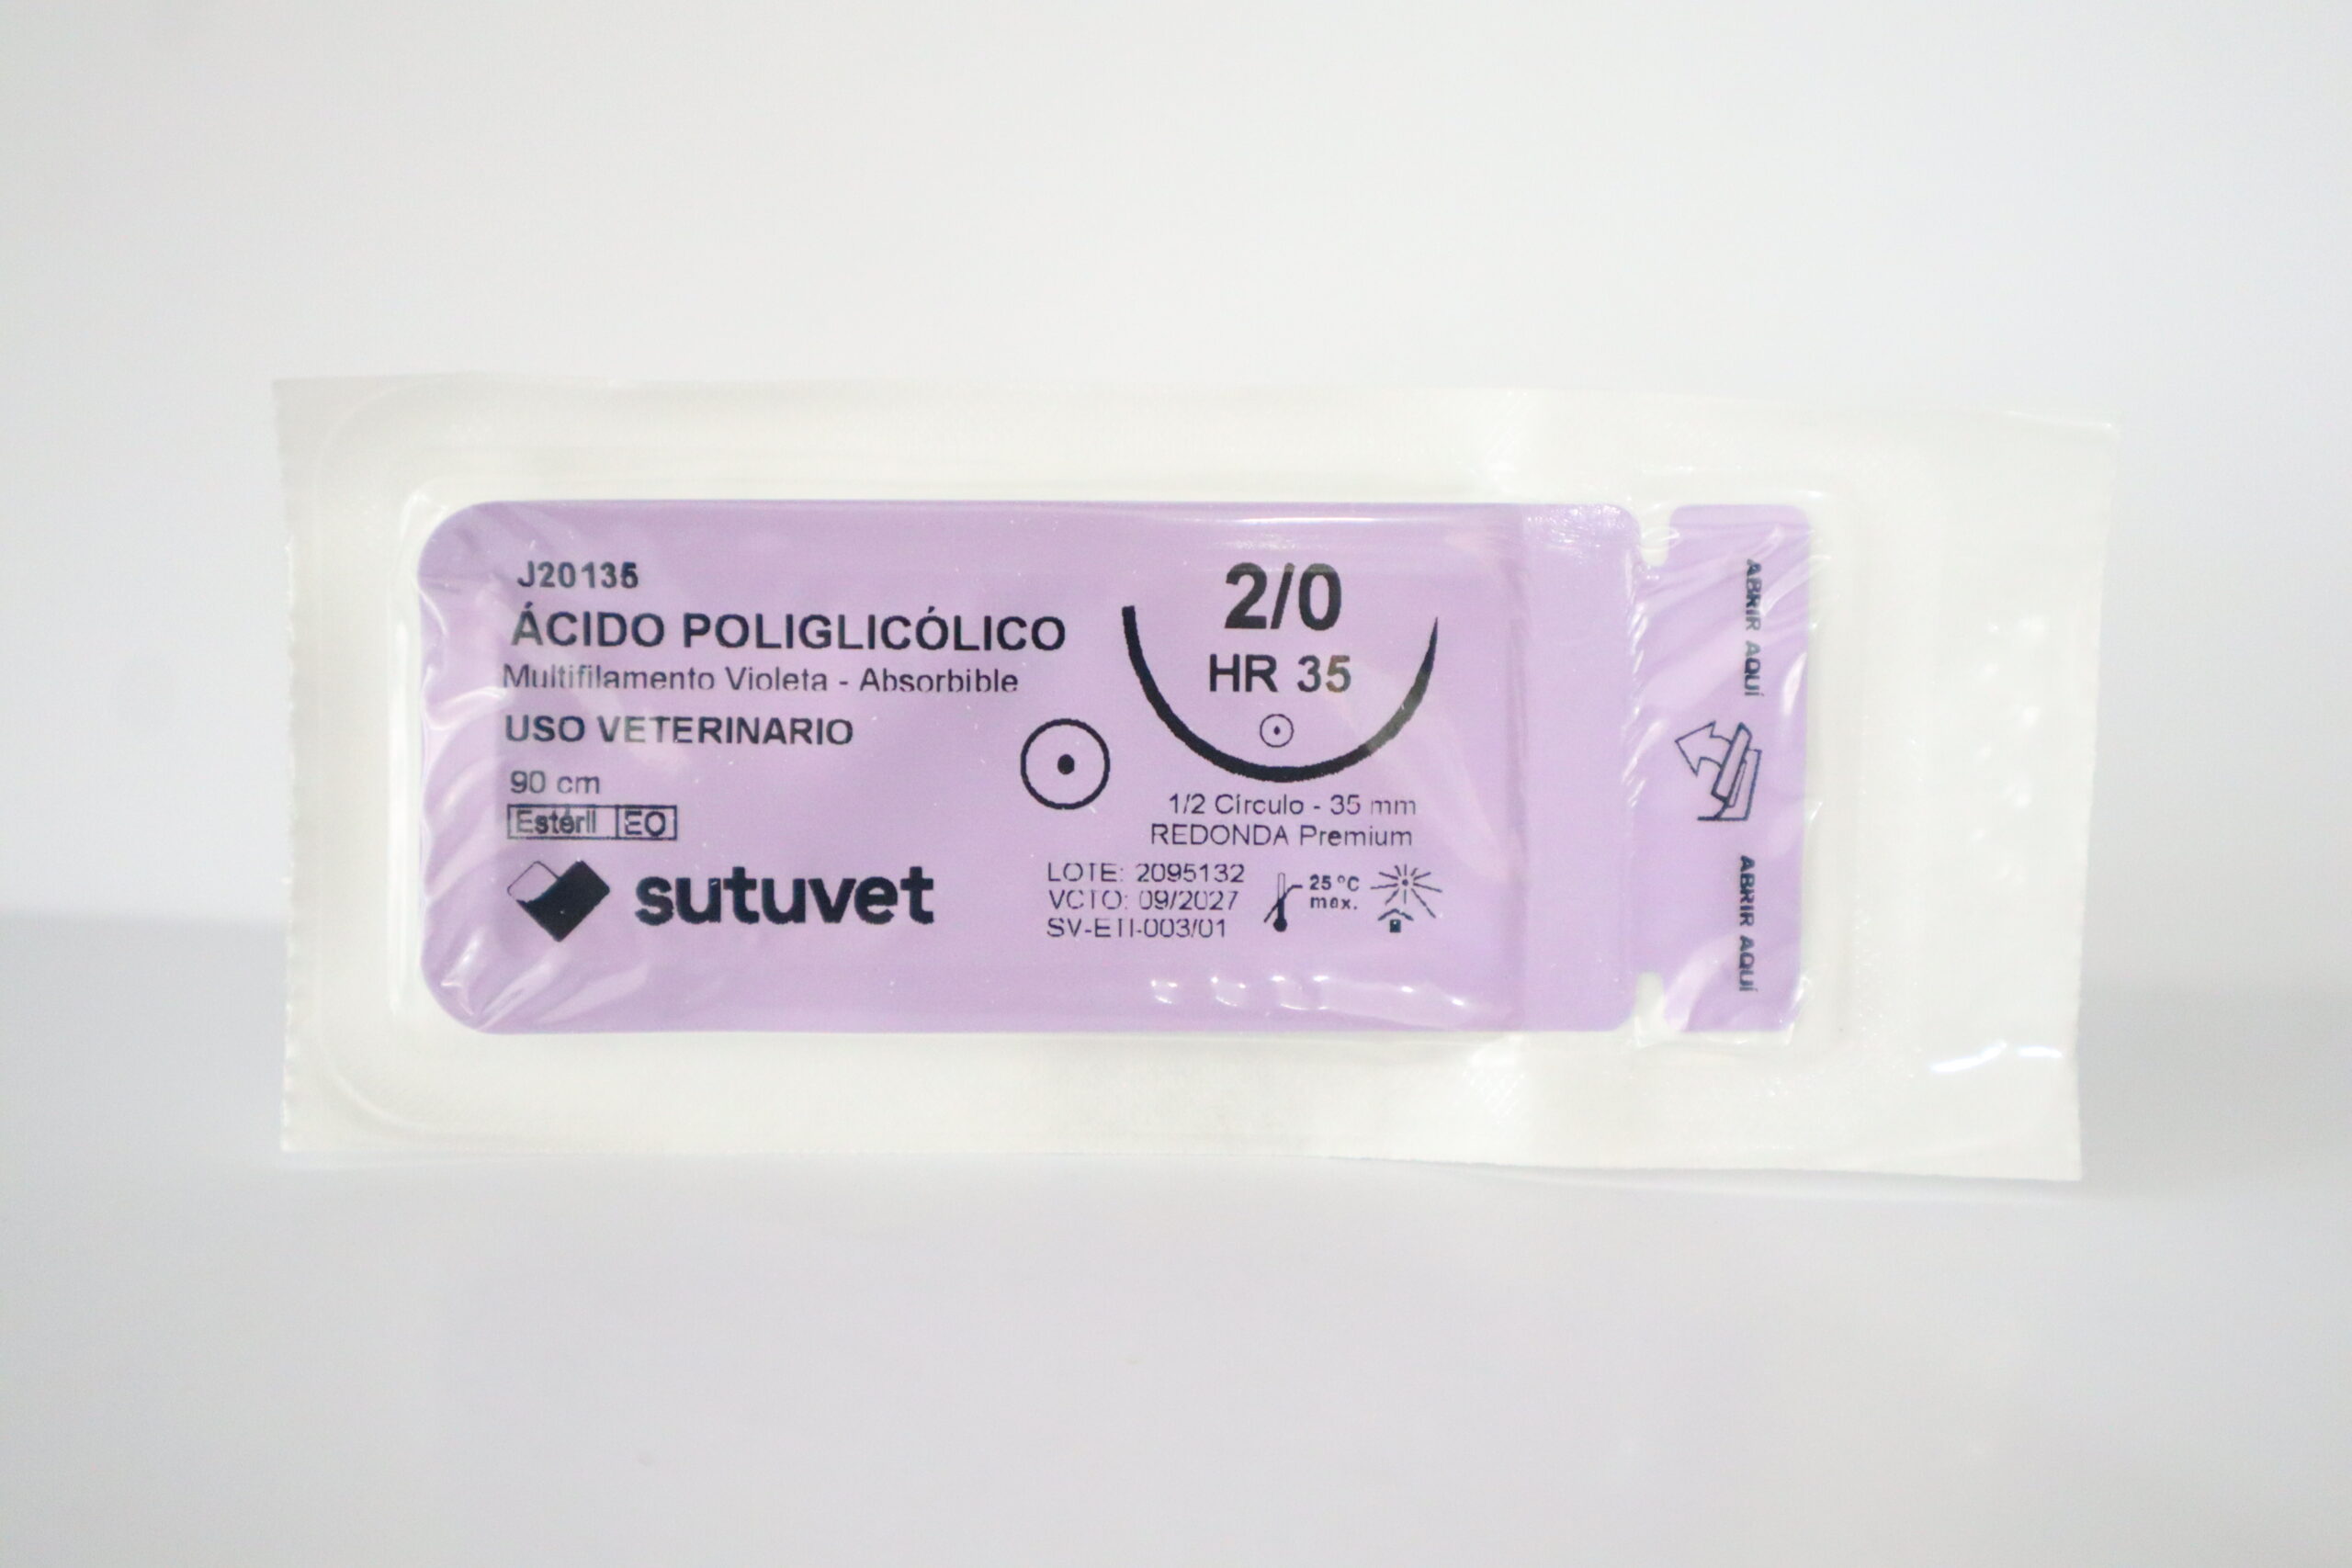 J20135
ÁCIDO POLIGLICÓLICO
Multifilamento Violeta - Absorbible
USO VETERINARIO
90 cm
Estéril EO
sutuvet
2/0
HR 35
1/2 Círculo - 35 mm
REDONDA Premium
LOTE: 2095132
VCTO: 09/2027
SV-ETI-003/01
25 °C
max.
ABRIR AQUÍ
ABRIR AQUÍ